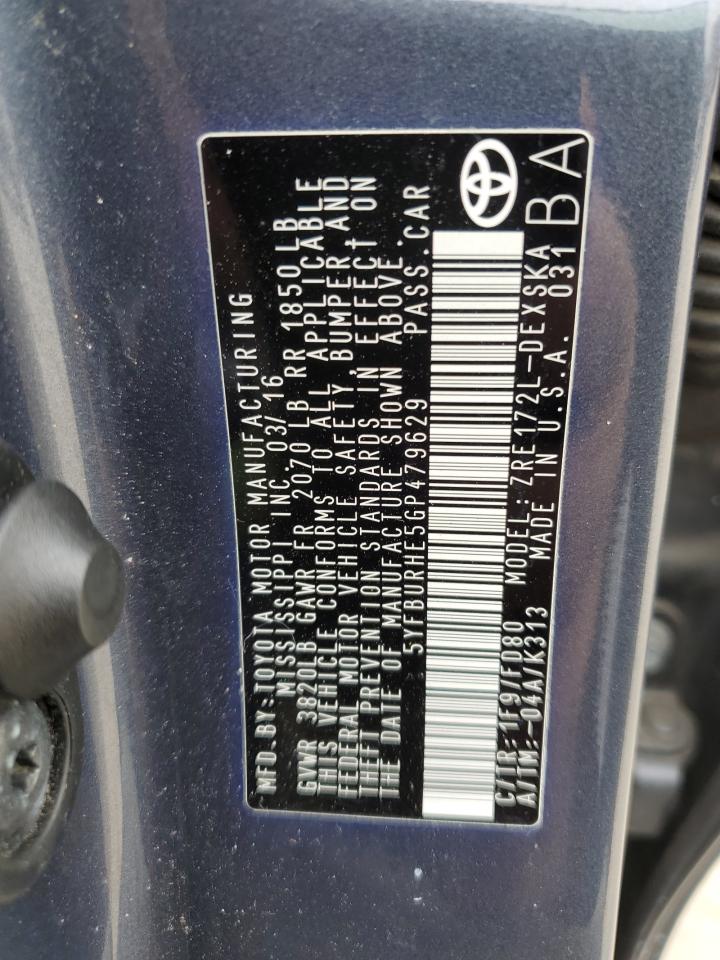 MFD.BY:TOYOTA MOTOR MANUFACTURING
MISSISSIPPI INC 03/16
GVWR 3820LB GAWR FR 2070 LB RR 1850LB
THIS VEHICLE CONFORMS TO ALL APPLICABLE
FEDERAL MOTOR VEHICLE SAFETY,BUMPER AND
THEFT PREVENTION STANDARDS IN EFFECT ON
THE DATE OF MANUFACTURE SHOWN ABOVE.
5YFBURHE5GP479629 PASS.CAR
C/TR:1F9/FD80 MODEL:ZRE172L-DEXSKA
A/TM:-04A/K313 MADE IN U.S.A. 031
BA